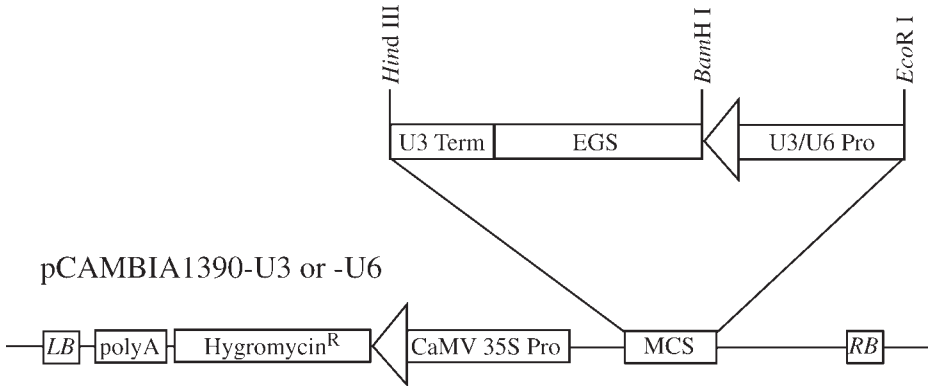 Hind III
BamH I
EcoR I
U3 Term
EGS
U3/U6 Pro
pCAMBIA1390-U3 or -U6
LB
polyA
Hygromycinᴿ
CaMV 35S Pro
MCS
RB